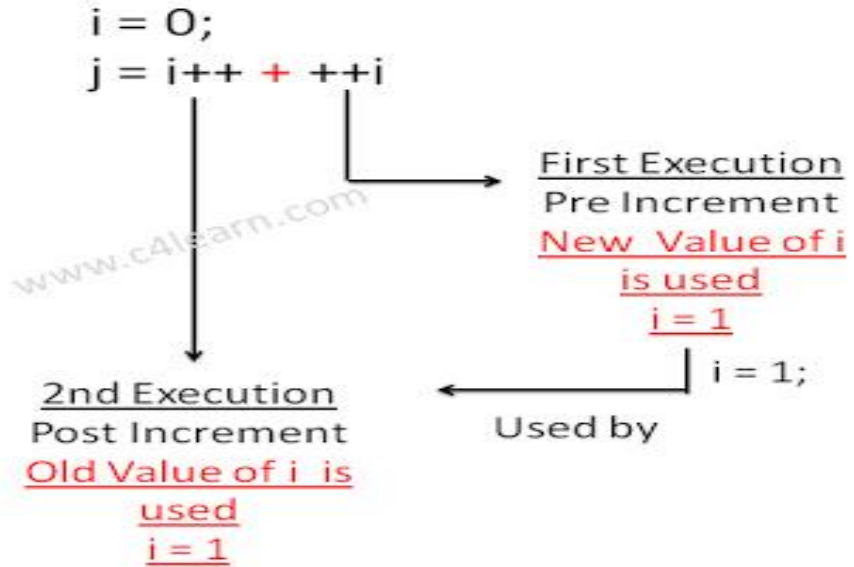 i = 0;
j = i++ + ++i
First Execution
Pre Increment
New Value of i
is used
i = 1
www.c4learn.com
i = 1;
Used by
2nd Execution
Post Increment
Old Value of i is
used
i = 1